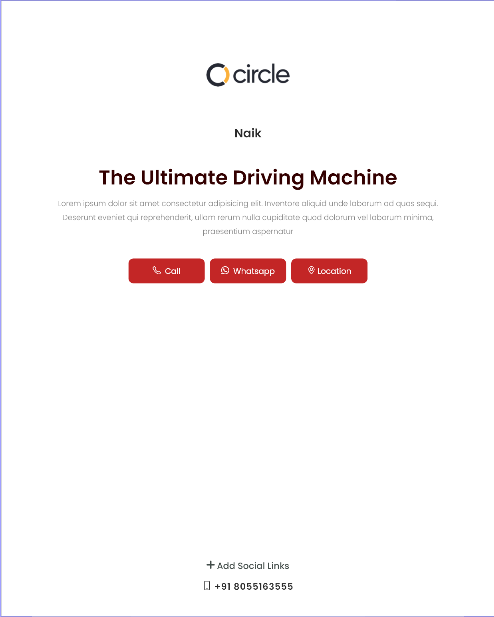 circle
Naik
The Ultimate Driving Machine
Lorem ipsum dolor sit amet consectetur adipisicing elit. Inventore aliquid unde laborum ad quas sequi.
Deserunt eveniet qui reprehenderit, ullam rerum nulla cupiditate quod dolorum vel laborum minima,
praesentium aspernatur
Call Whatsapp Location
Add Social Links
+91 8055163555